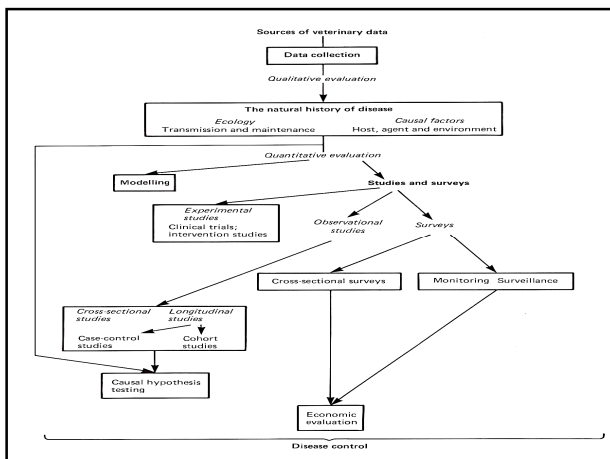 Sources of veterinary data
Data collection
Qualitative evaluation
The natural history of disease
Ecology Causal factors
Transmission and maintenance Host, agent and environment
Quantitative evaluation
Modelling
Studies and surveys
Experimental
studies
Clinical trials;
intervention studies
Observational
studies
Surveys
Cross-sectional surveys
Monitoring Surveillance
Cross-sectional Longitudinal
studies studies
Case-control Cohort
studies studies
Causal hypothesis
testing
Economic
evaluation
Disease control